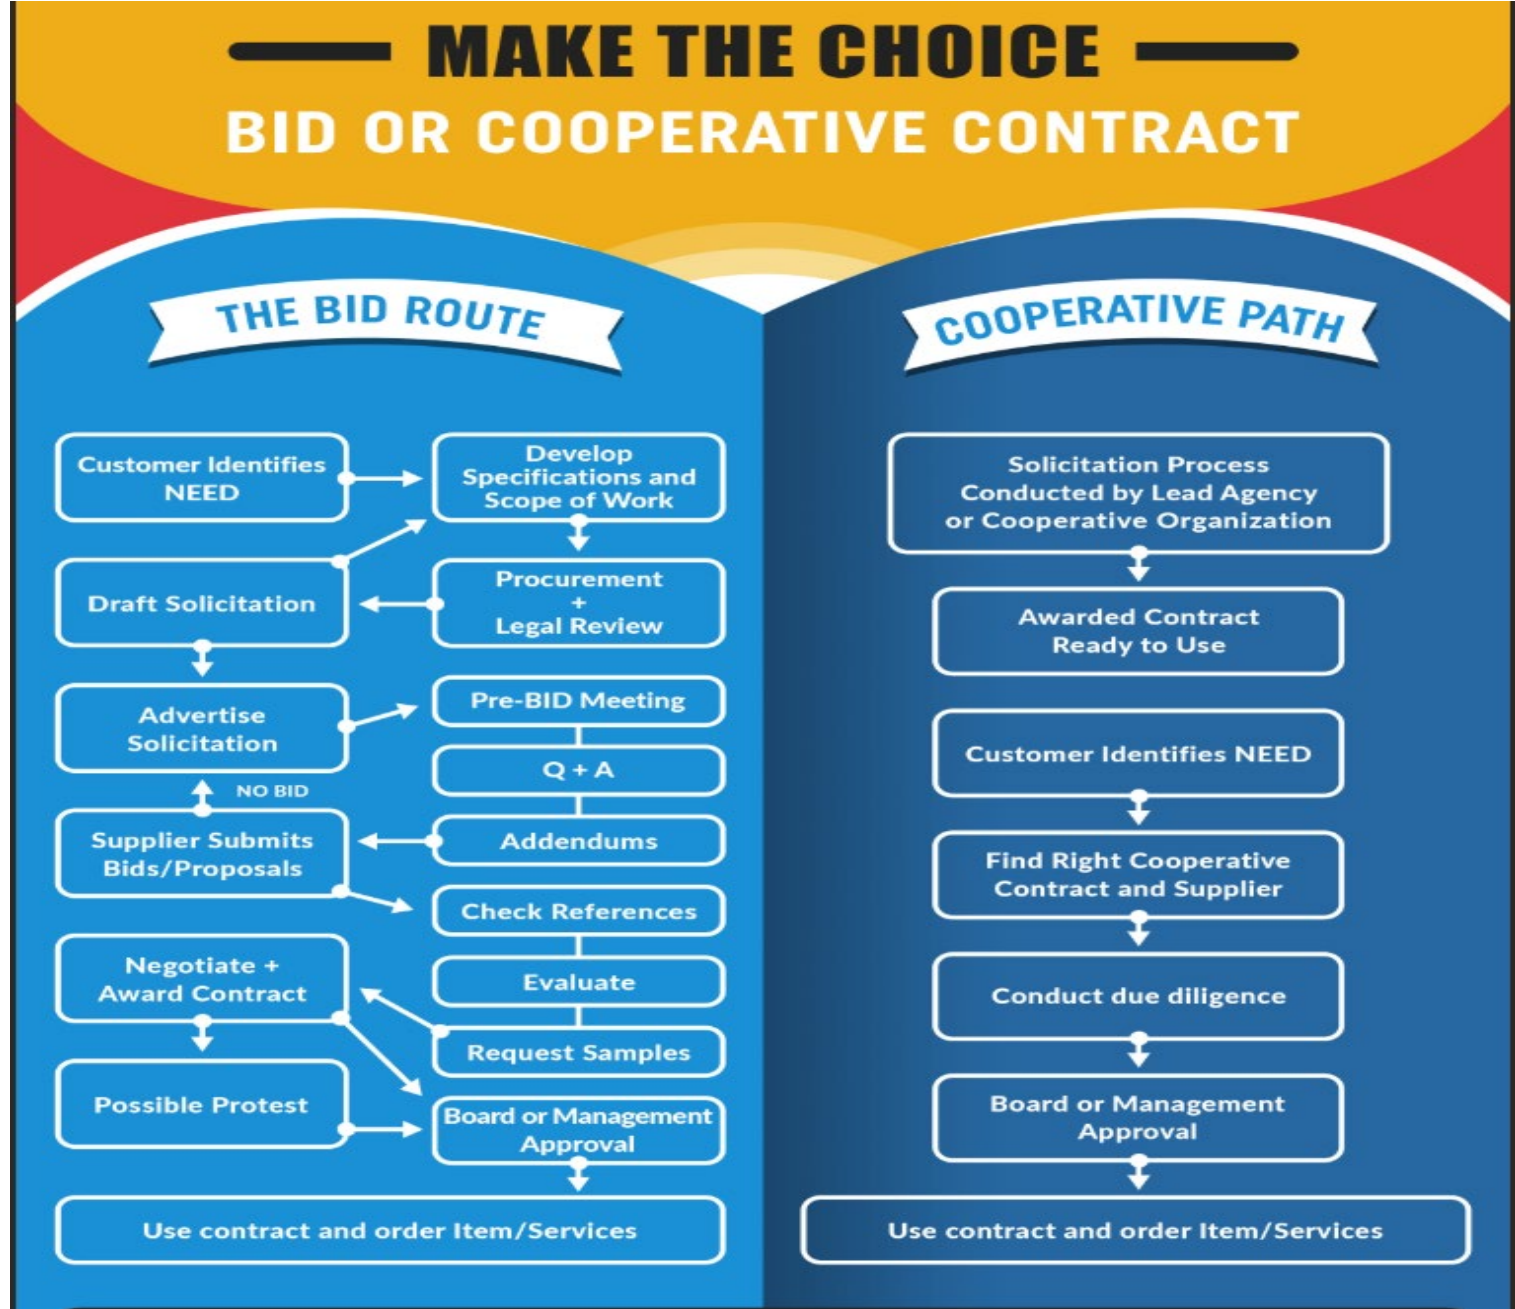 MAKE THE CHOICE
BID OR COOPERATIVE CONTRACT
THE BID ROUTE
Customer Identifies
NEED
Develop
Specifications and
Scope of Work
Draft Solicitation
Procurement
+
Legal Review
Advertise
Solicitation
Pre-BID Meeting
Q + A
NO BID
Supplier Submits
Bids/Proposals
Addendums
Check References
Negotiate +
Award Contract
Evaluate
Request Samples
Possible Protest
Board or Management
Approval
Use contract and order Item/Services
COOPERATIVE PATH
Solicitation Process
Conducted by Lead Agency
or Cooperative Organization
Awarded Contract
Ready to Use
Customer Identifies NEED
Find Right Cooperative
Contract and Supplier
Conduct due diligence
Board or Management
Approval
Use contract and order Item/Services